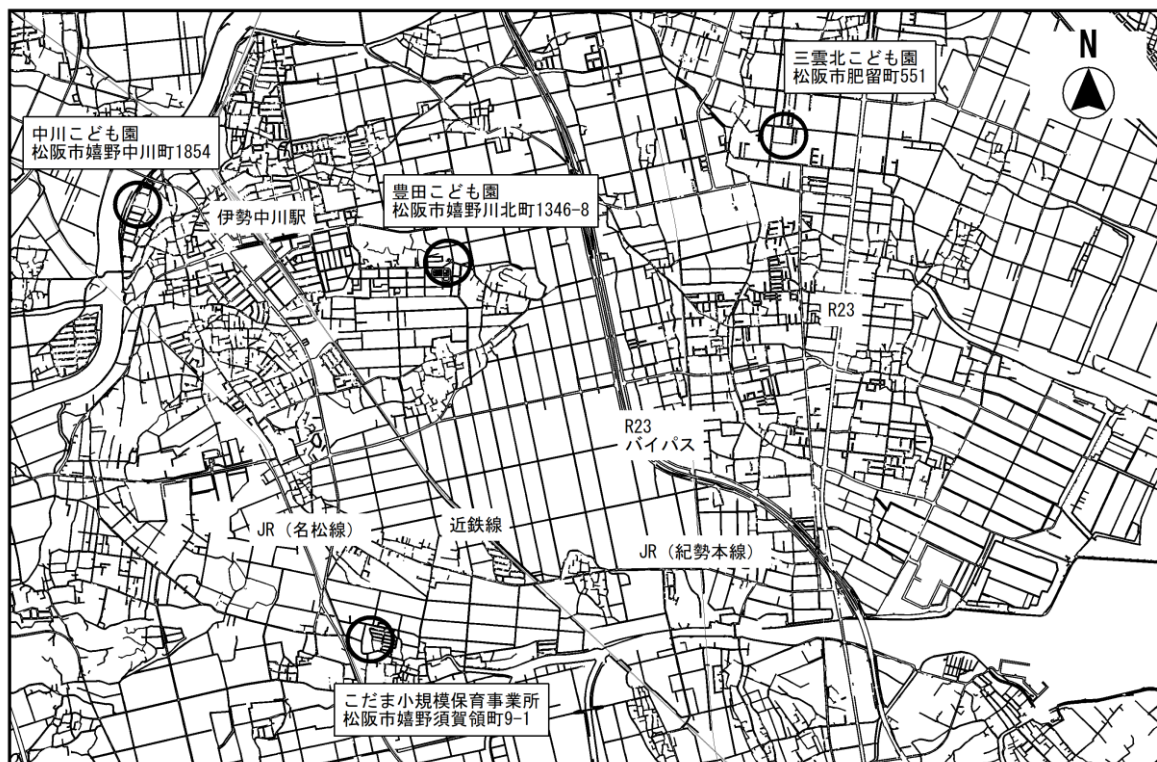 三雲北こども園
松阪市肥留町551
N
中川こども園
松阪市嬉野中川町1854
伊勢中川駅
豊田こども園
松阪市嬉野川北町1346-8
R23
R23
バイパス
JR（名松線）
近鉄線
JR（紀勢本線）
こだま小規模保育事業所
松阪市嬉野須賀領町9-1